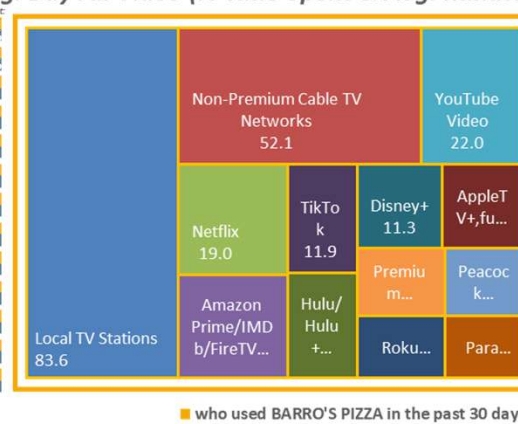 Non-Premium Cable TV
Networks
52.1
YouTube
Video
22.0
Netflix
19.0
TikTo
k
11.9
Disney+
11.3
AppleT
V+,fu...
Premiu
m...
Peacoc
k...
Amazon
Prime/IMD
b/FireTV...
Hulu/
Hulu
+...
Roku...
Para...
Local TV Stations
83.6
who used BARRO'S PIZZA in the past 30 day